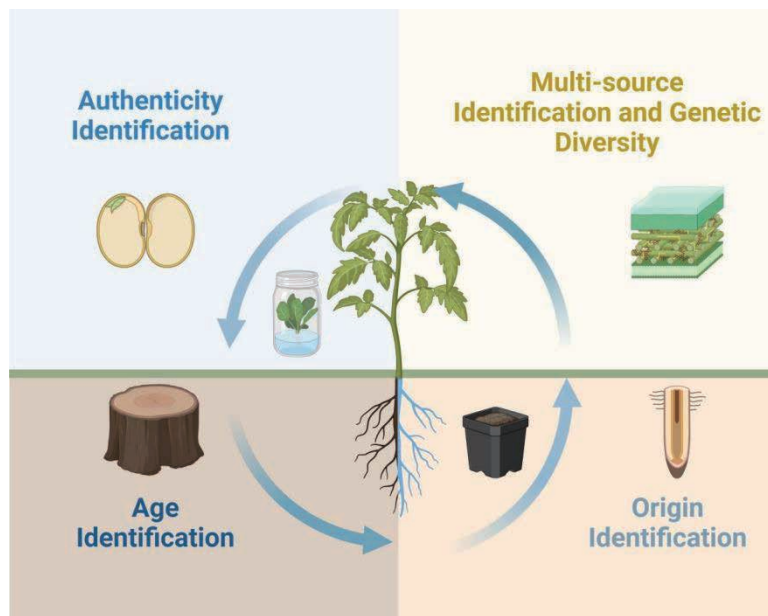 Authenticity
Identification
Multi-source
Identification and Genetic
Diversity
Age
Identification
Origin
Identification